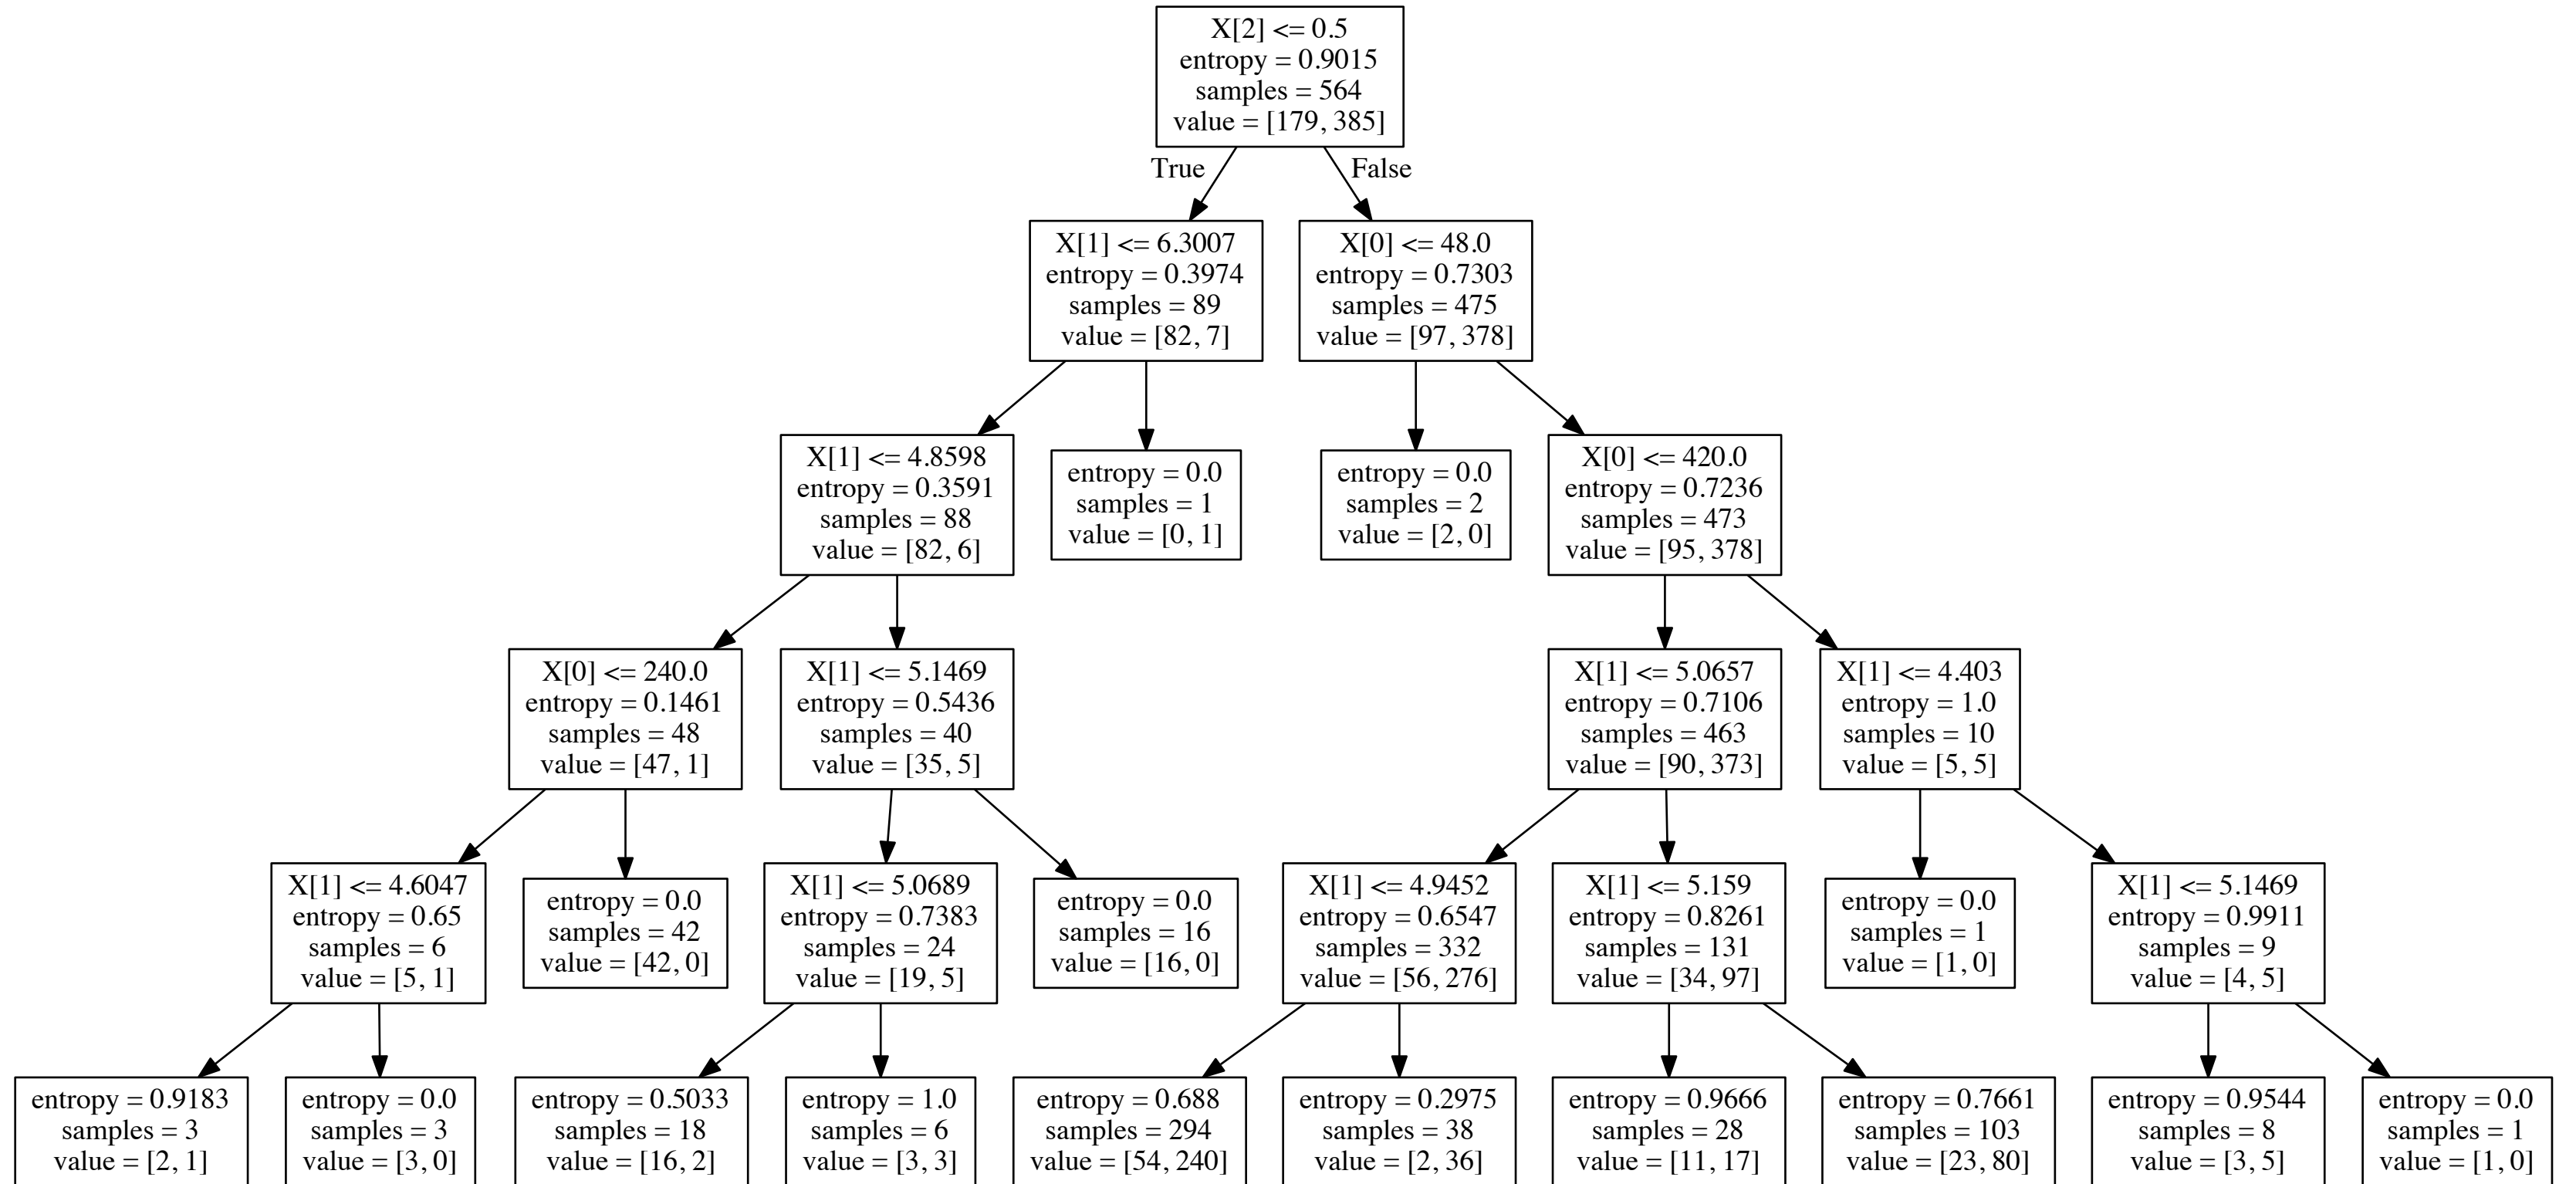 X[2] <= 0.5
entropy = 0.9015
samples = 564
value = [179, 385]
True
False
X[1] <= 6.3007
entropy = 0.3974
samples = 89
value = [82, 7]
X[0] <= 48.0
entropy = 0.7303
samples = 475
value = [97, 378]
X[1] <= 4.8598
entropy = 0.3591
samples = 88
value = [82, 6]
entropy = 0.0
samples = 1
value = [0, 1]
entropy = 0.0
samples = 2
value = [2, 0]
X[0] <= 420.0
entropy = 0.7236
samples = 473
value = [95, 378]
X[0] <= 240.0
entropy = 0.1461
samples = 48
value = [47, 1]
X[1] <= 5.1469
entropy = 0.5436
samples = 40
value = [35, 5]
X[1] <= 5.0657
entropy = 0.7106
samples = 463
value = [90, 373]
X[1] <= 4.403
entropy = 1.0
samples = 10
value = [5, 5]
X[1] <= 4.6047
entropy = 0.65
samples = 6
value = [5, 1]
entropy = 0.0
samples = 42
value = [42, 0]
X[1] <= 5.0689
entropy = 0.7383
samples = 24
value = [19, 5]
entropy = 0.0
samples = 16
value = [16, 0]
X[1] <= 4.9452
entropy = 0.6547
samples = 332
value = [56, 276]
X[1] <= 5.159
entropy = 0.8261
samples = 131
value = [34, 97]
entropy = 0.0
samples = 1
value = [1, 0]
X[1] <= 5.1469
entropy = 0.9911
samples = 9
value = [4, 5]
entropy = 0.9183
samples = 3
value = [2, 1]
entropy = 0.0
samples = 3
value = [3, 0]
entropy = 0.5033
samples = 18
value = [16, 2]
entropy = 1.0
samples = 6
value = [3, 3]
entropy = 0.688
samples = 294
value = [54, 240]
entropy = 0.2975
samples = 38
value = [2, 36]
entropy = 0.9666
samples = 28
value = [11, 17]
entropy = 0.7661
samples = 103
value = [23, 80]
entropy = 0.9544
samples = 8
value = [3, 5]
entropy = 0.0
samples = 1
value = [1, 0]